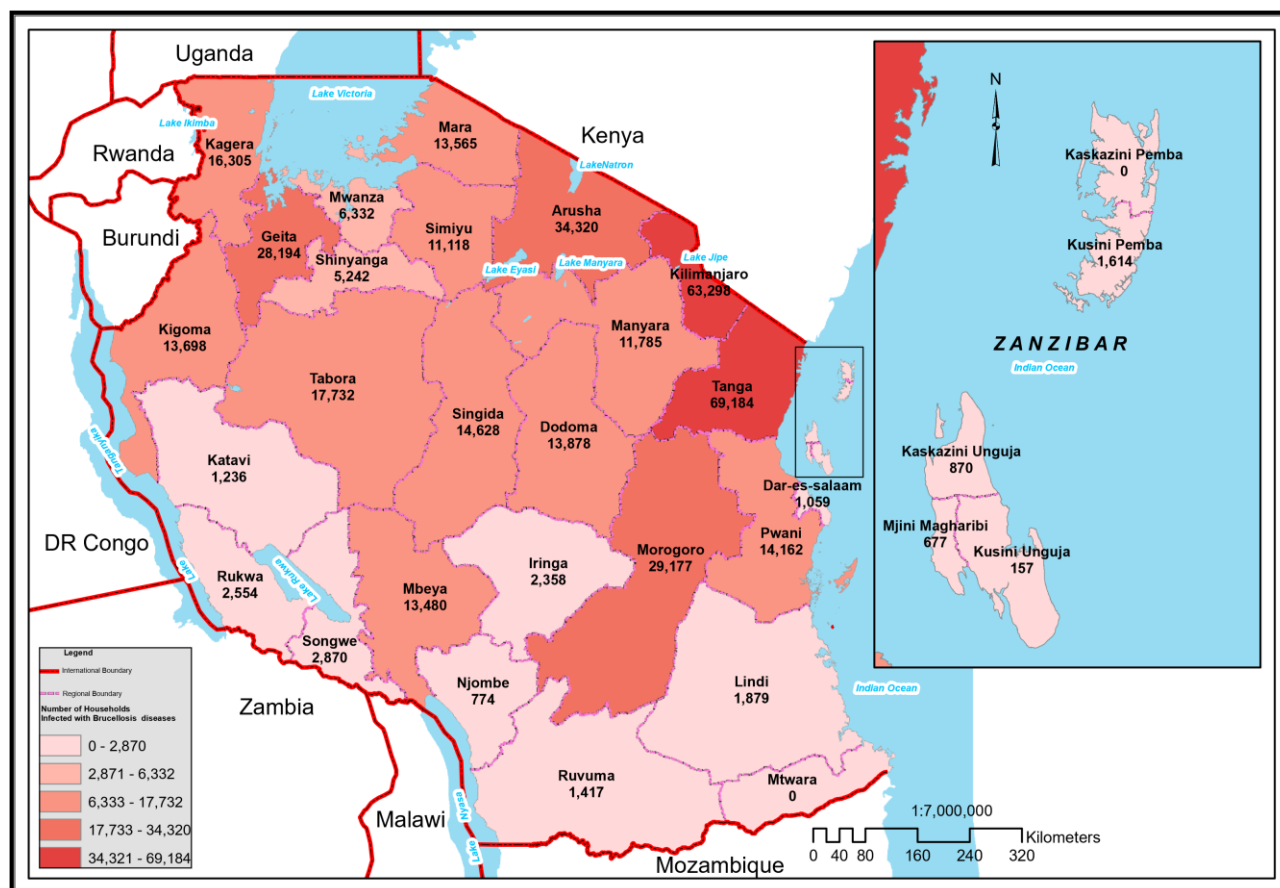 Uganda
Lake Victoria
Lake Ikimba
Kagera
16,305
Mara
13,565
Kenya
Rwanda
LakeNatron
Mwanza
6,332
Arusha
34,320
Burundi
Geita
28,194
Simiyu
11,118
Shinyanga
5,242
Lake Eyasi
Lake Manyara
Lake Jipe
Kilimanjaro
63,298
Kigoma
13,698
Manyara
11,785
Tabora
17,732
Singida
14,628
Dodoma
13,878
Tanga
69,184
Katavi
1,236
Lake Tanganyika
Dar-es-salaam
1,059
Pwani
14,162
DR Congo
Rukwa
2,554
Lake Rukwa
Mbeya
13,480
Iringa
2,358
Morogoro
29,177
Songwe
2,870
Zambia
Njombe
774
Lindi
1,879
Indian Ocean
Ruvuma
1,417
Mtwara
0
Malawi
Lake Nyasa
Mozambique
N
Kaskazini Pemba
0
Kusini Pemba
1,614
ZANZIBAR
Indian Ocean
Kaskazini Unguja
870
Mjini Magharibi
677
Kusini Unguja
157
Legend
International Boundary
Regional Boundary
Number of Households
Infected with Brucellosis diseases
0 - 2,870
2,871 - 6,332
6,333 - 17,732
17,733 - 34,320
34,321 - 69,184
1:7,000,000
Kilometers
0 40 80 160 240 320